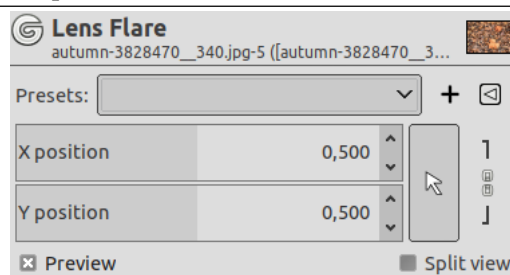 Lens Flare
autumn-3828470__340.jpg-5 ([autumn-3828470__3...
Presets:
X position 0,500
Y position 0,500
Preview Split view